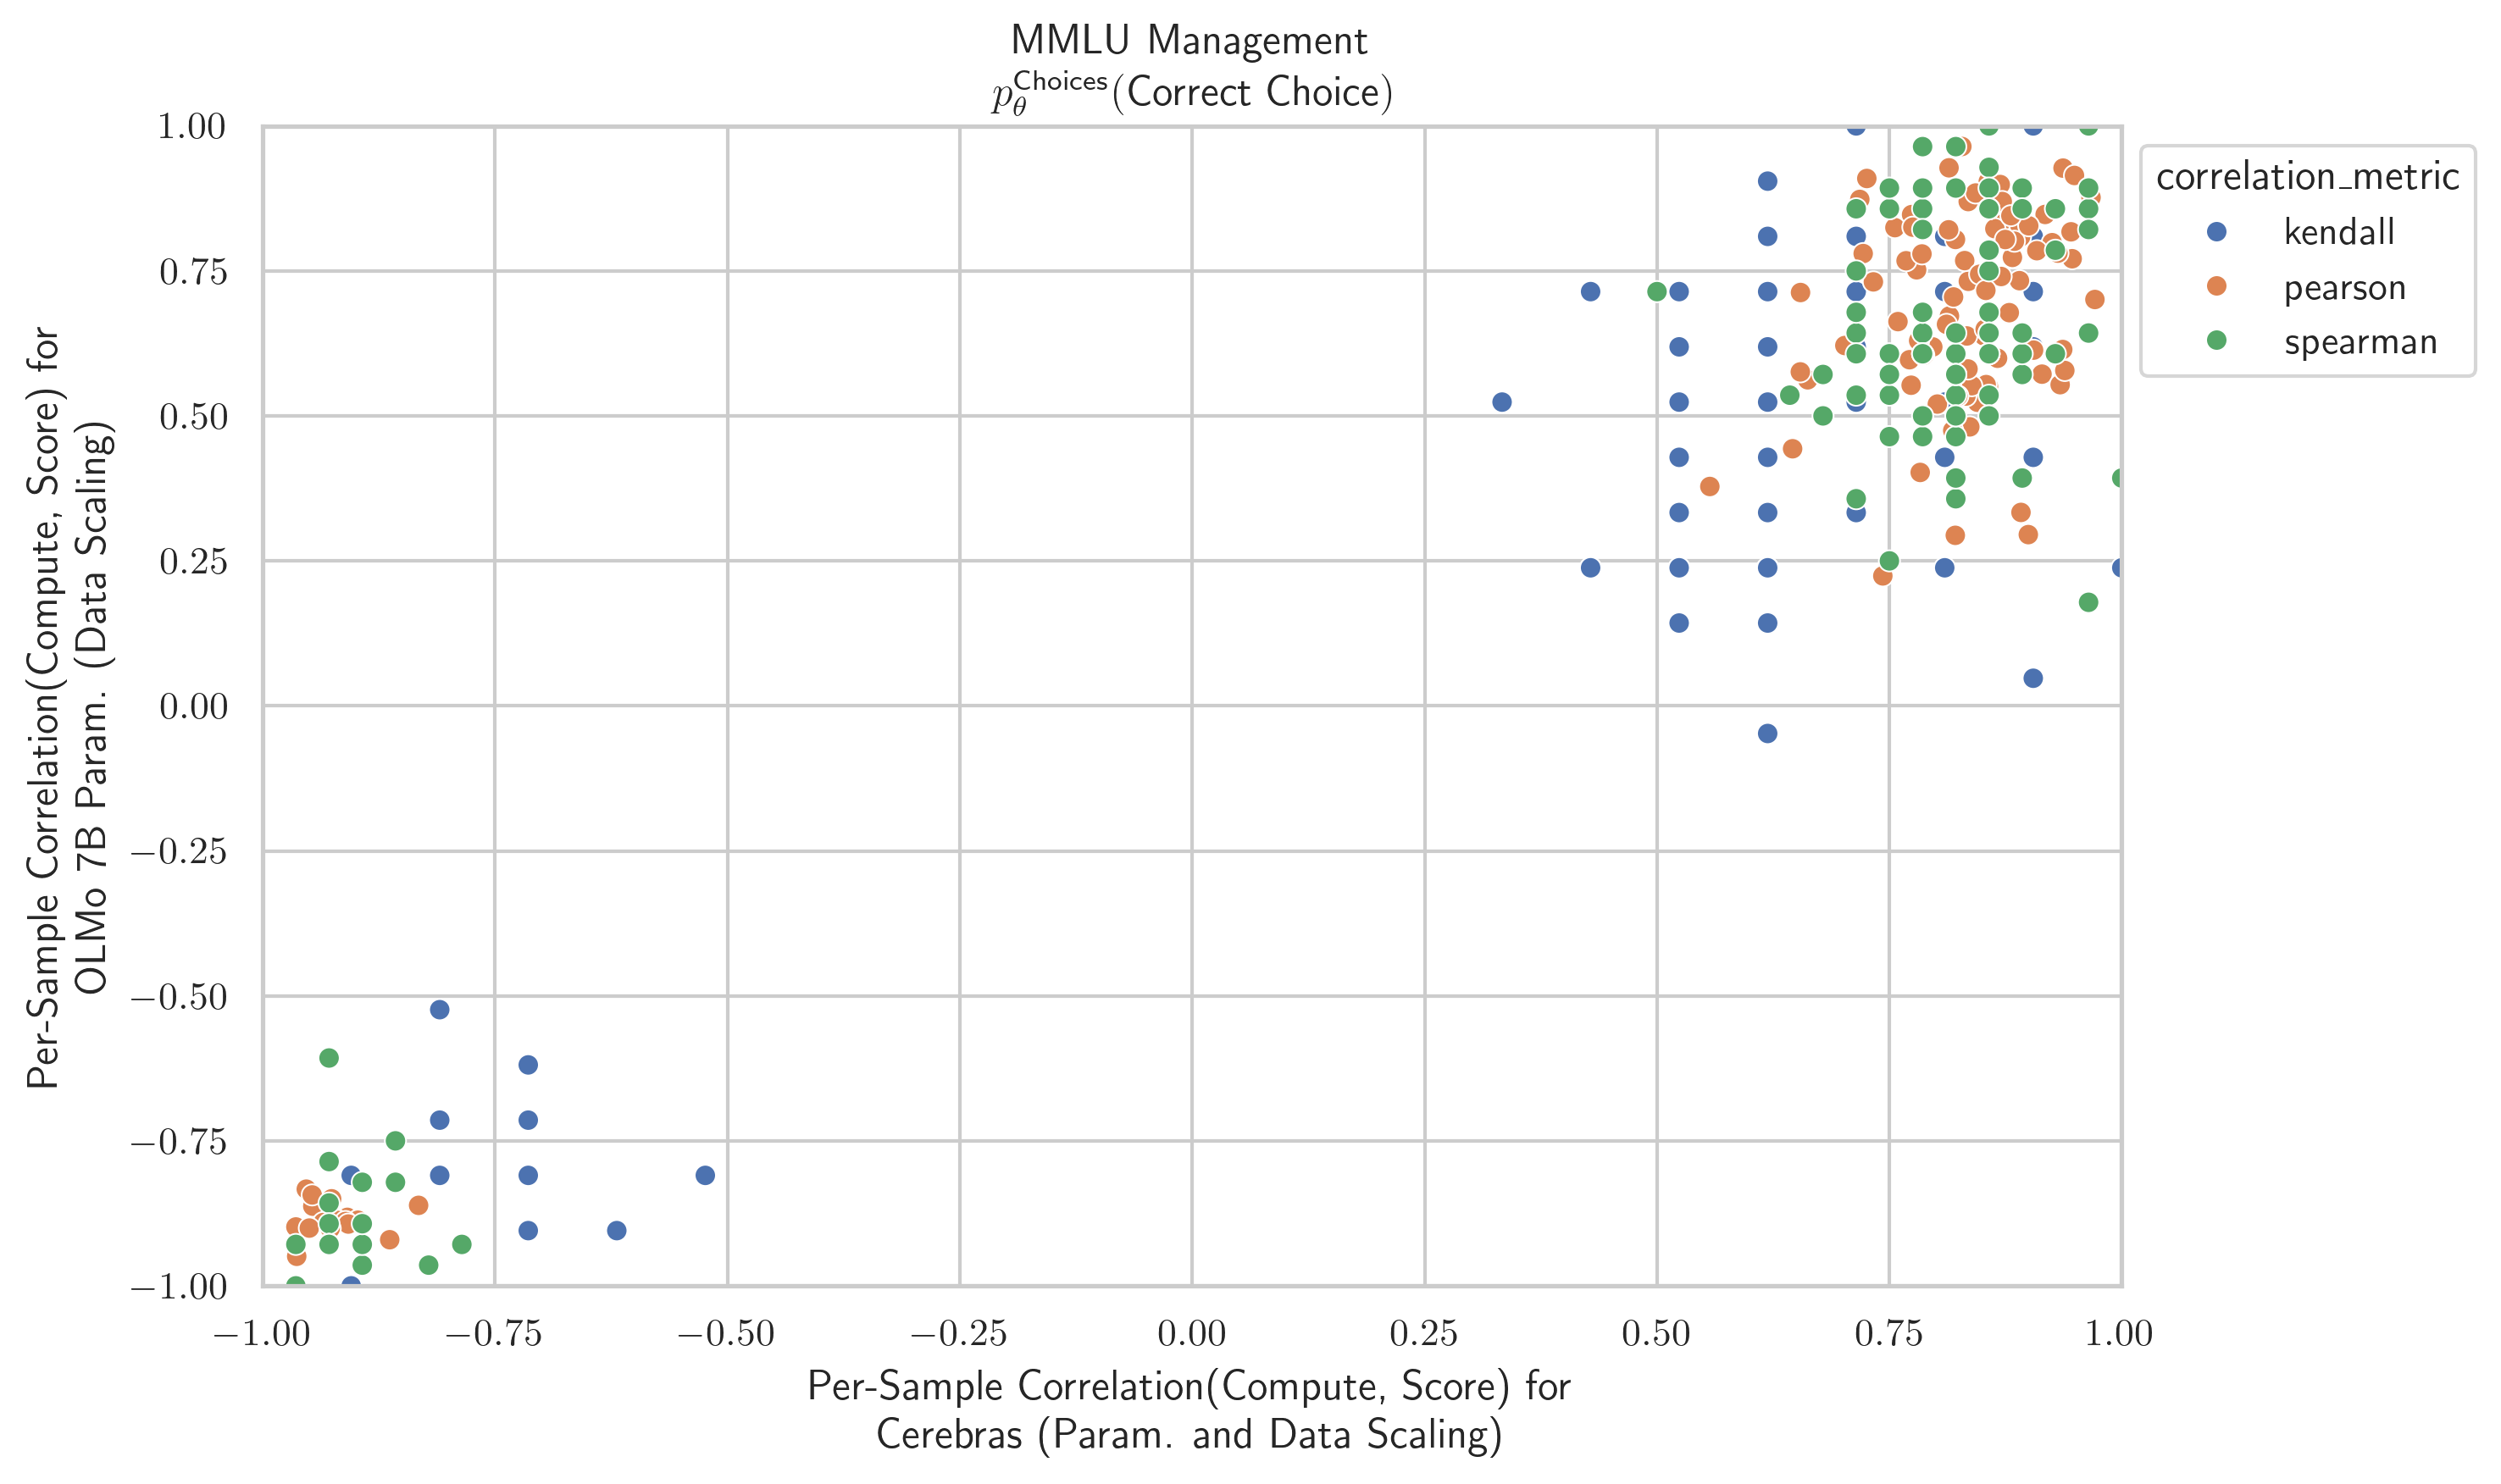 MMLU Management
p_θ^Choices(Correct Choice)
1.00
0.75
0.50
0.25
0.00
−0.25
−0.50
−0.75
−1.00
Per-Sample Correlation(Compute, Score) for
OLMo 7B Param. (Data Scaling)
−1.00 −0.75 −0.50 −0.25 0.00 0.25 0.50 0.75 1.00
Per-Sample Correlation(Compute, Score) for
Cerebras (Param. and Data Scaling)
correlation_metric
kendall
pearson
spearman